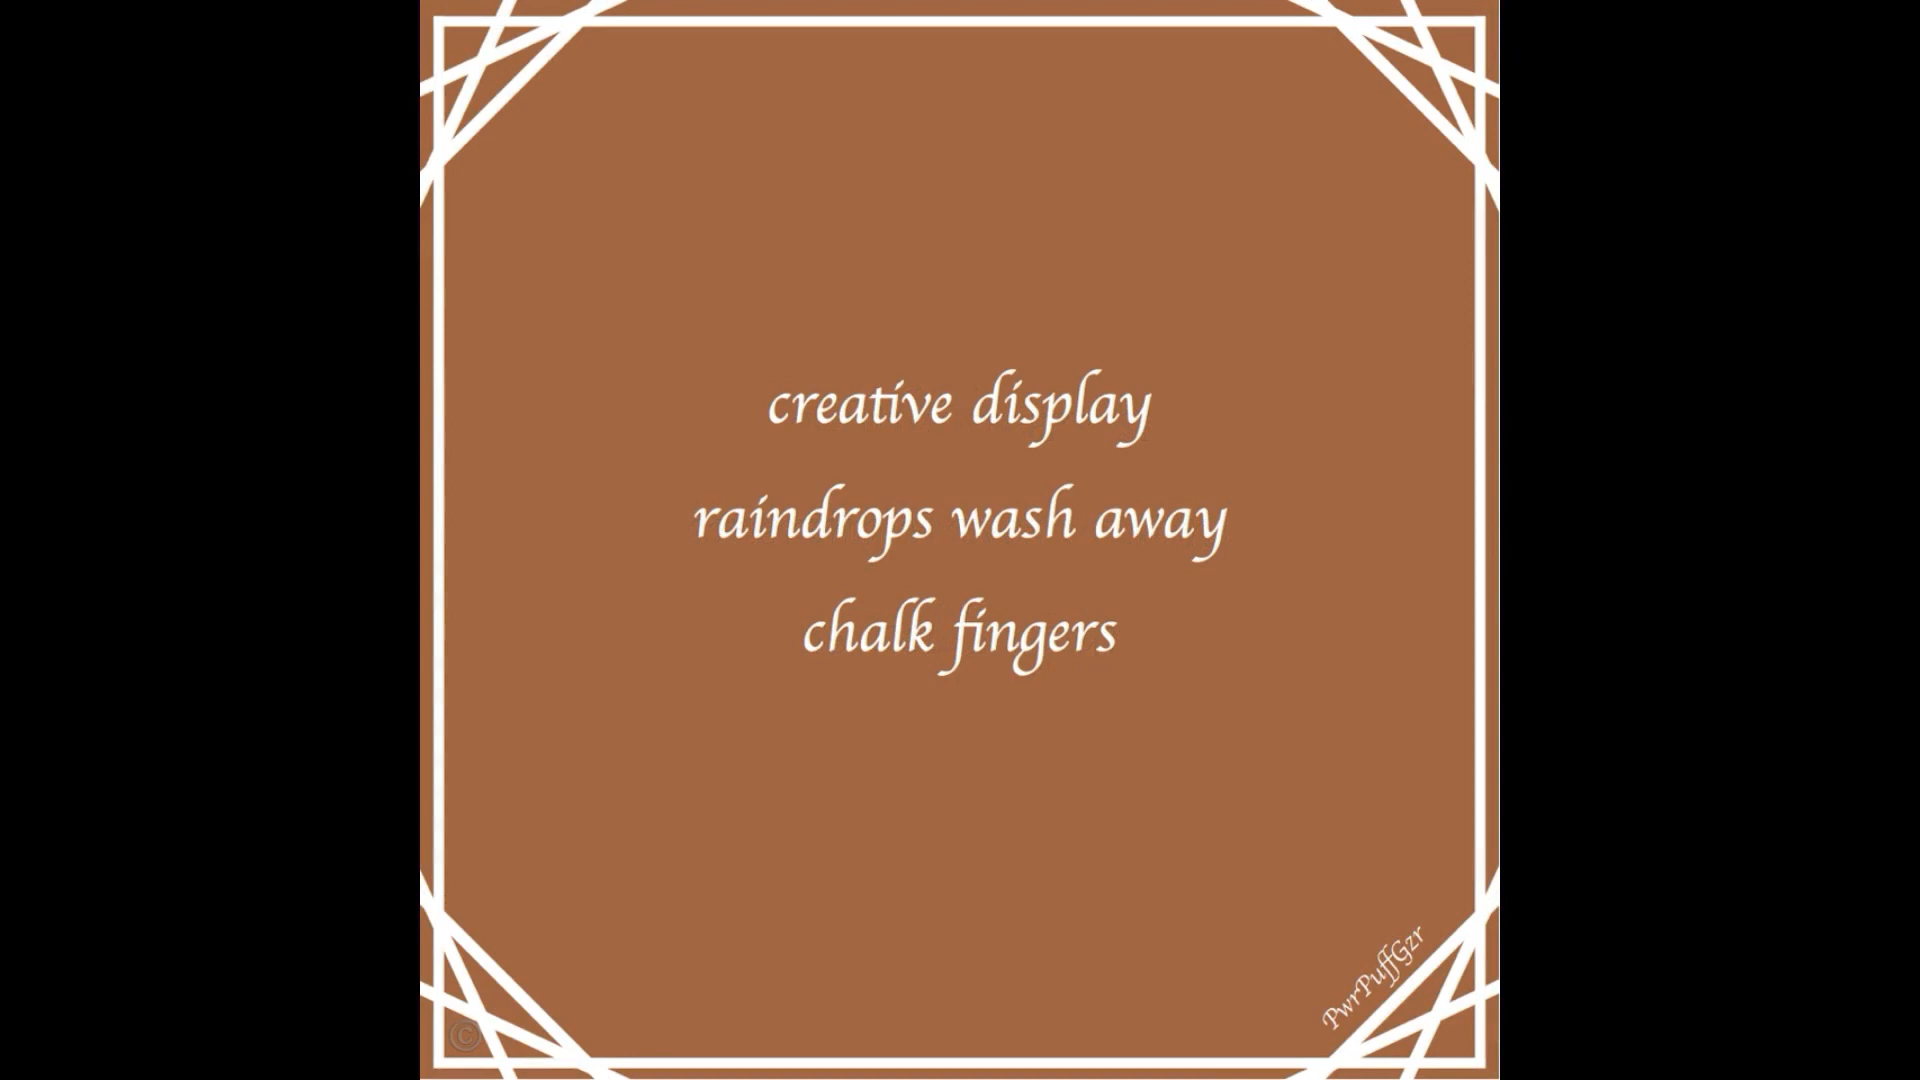 creative display
raindrops wash away
chalk fingers
PwrPuffGzr
©